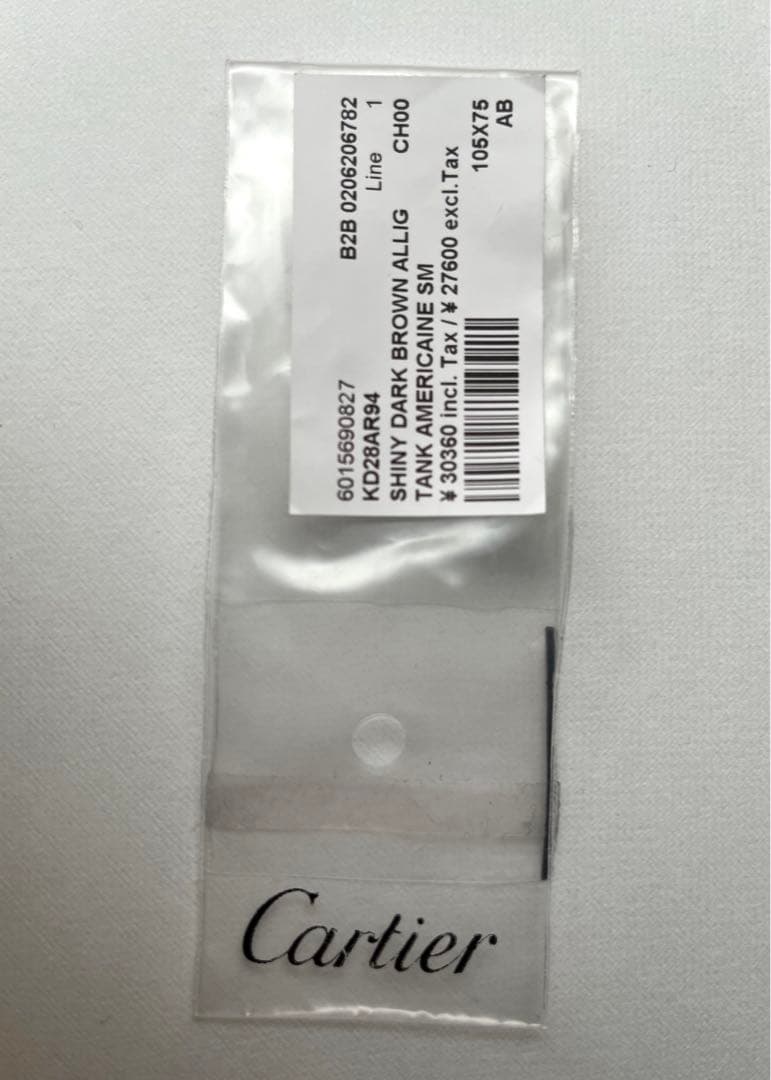 6015690827 B2B 0206206782
KD28AR94 Line 1
SHINY DARK BROWN ALLIG CH00
TANK AMERICAINE SM
¥ 30360 incl. Tax / ¥ 27600 excl.Tax
105X75
AB
Cartier